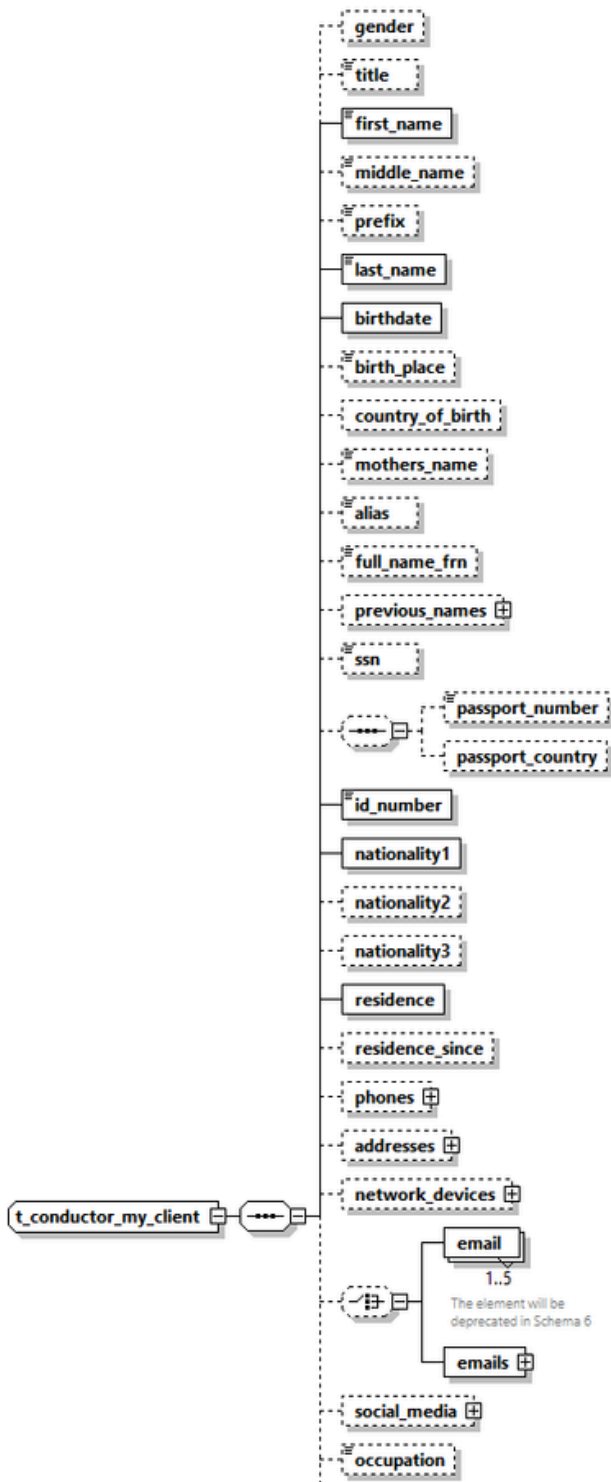 gender
title
first_name
middle_name
prefix
last_name
birthdate
birth_place
country_of_birth
mothers_name
alias
full_name_frn
previous_names
ssn
passport_number
passport_country
id_number
nationality1
nationality2
nationality3
residence
residence_since
phones
addresses
network_devices
t_conductor_my_client
email
1..5
The element will be
deprecated in Schema 6
emails
social_media
occupation